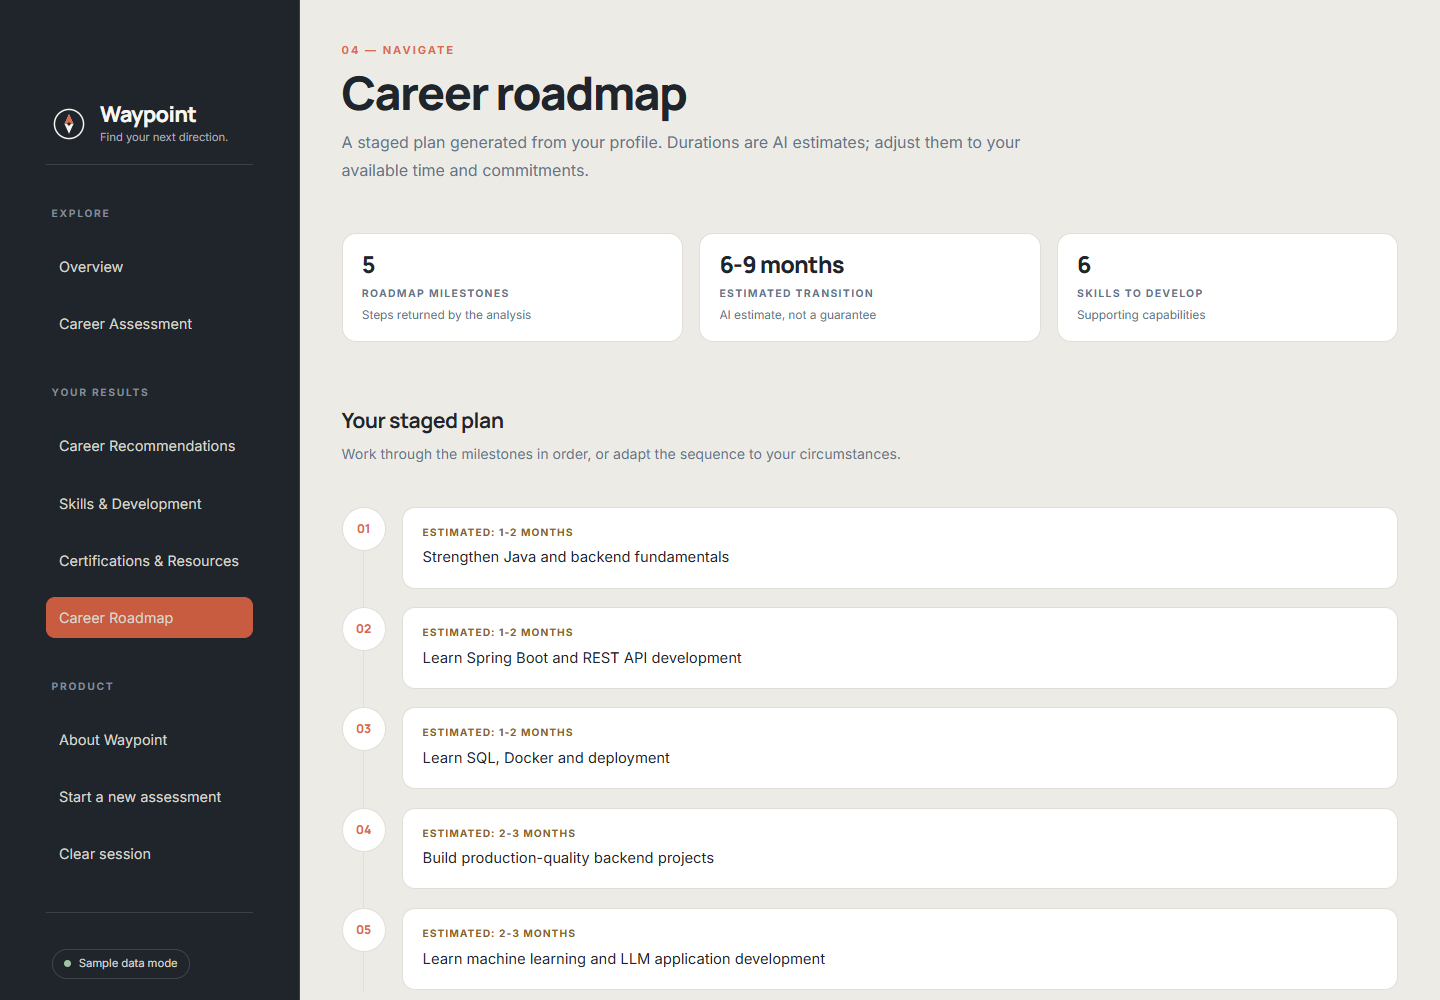 Waypoint
Find your next direction.
EXPLORE
Overview
Career Assessment
YOUR RESULTS
Career Recommendations
Skills & Development
Certifications & Resources
Career Roadmap
PRODUCT
About Waypoint
Start a new assessment
Clear session
Sample data mode
04 — NAVIGATE
Career roadmap
A staged plan generated from your profile. Durations are AI estimates; adjust them to your
available time and commitments.
5
ROADMAP MILESTONES
Steps returned by the analysis
6-9 months
ESTIMATED TRANSITION
AI estimate, not a guarantee
6
SKILLS TO DEVELOP
Supporting capabilities
Your staged plan
Work through the milestones in order, or adapt the sequence to your circumstances.
01
ESTIMATED: 1-2 MONTHS
Strengthen Java and backend fundamentals
02
ESTIMATED: 1-2 MONTHS
Learn Spring Boot and REST API development
03
ESTIMATED: 1-2 MONTHS
Learn SQL, Docker and deployment
04
ESTIMATED: 2-3 MONTHS
Build production-quality backend projects
05
ESTIMATED: 2-3 MONTHS
Learn machine learning and LLM application development